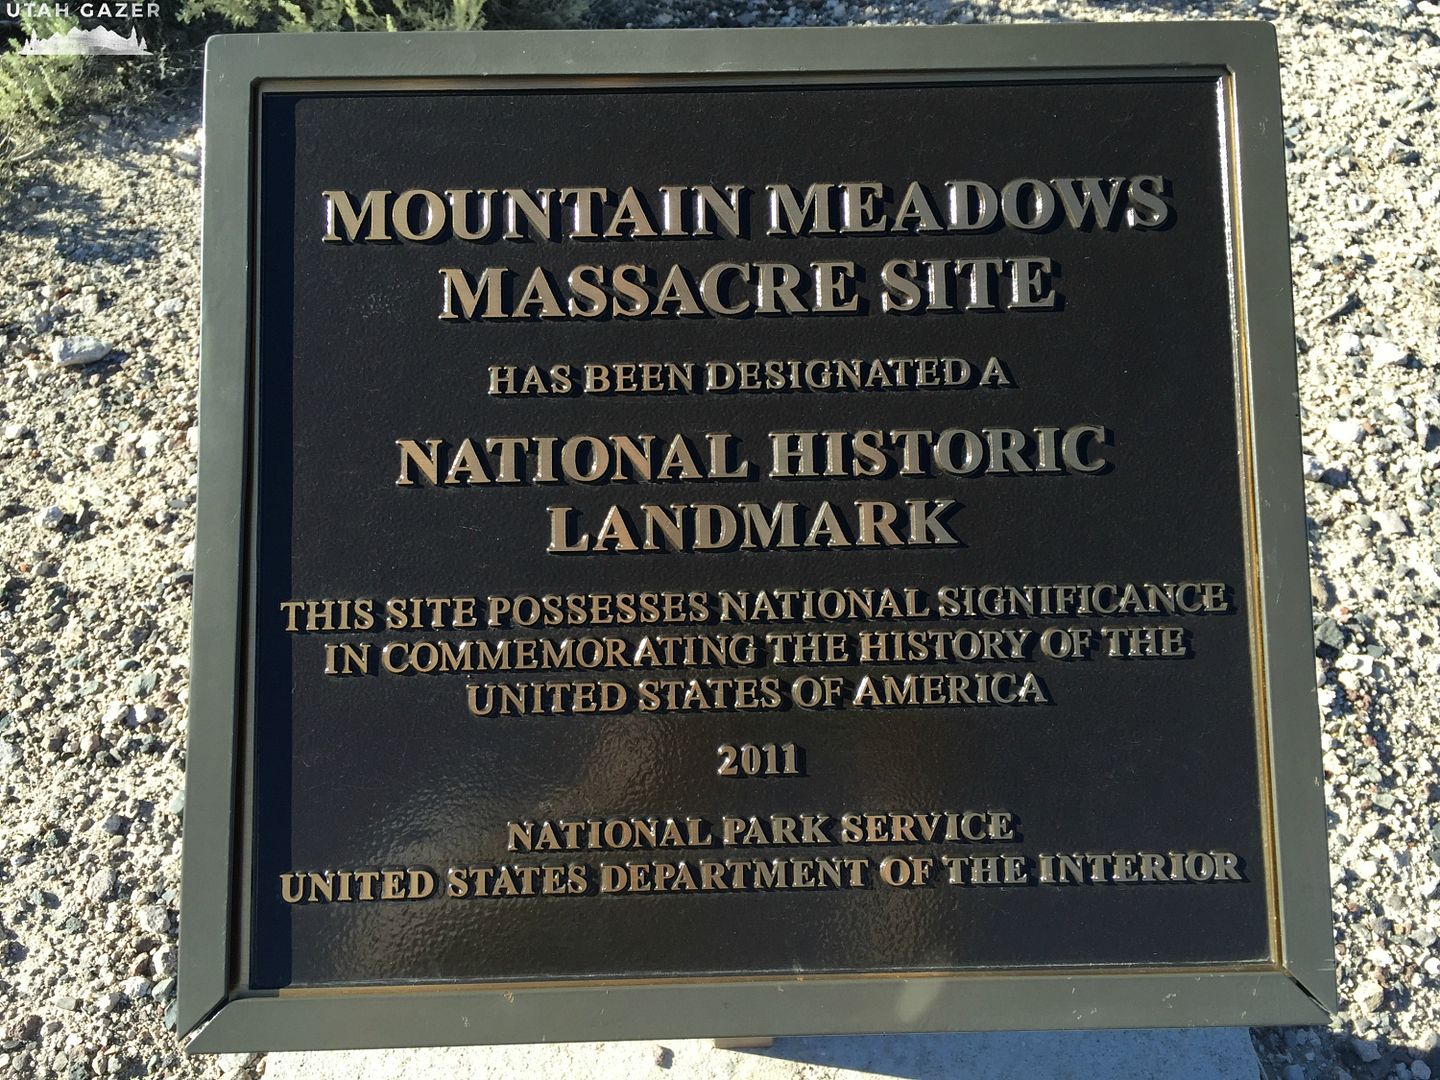 UTAH GAZER
MOUNTAIN MEADOWS
MASSACRE SITE
HAS BEEN DESIGNATED A
NATIONAL HISTORIC
LANDMARK
THIS SITE POSSESSES NATIONAL SIGNIFICANCE
IN COMMEMORATING THE HISTORY OF THE
UNITED STATES OF AMERICA
2011
NATIONAL PARK SERVICE
UNITED STATES DEPARTMENT OF THE INTERIOR